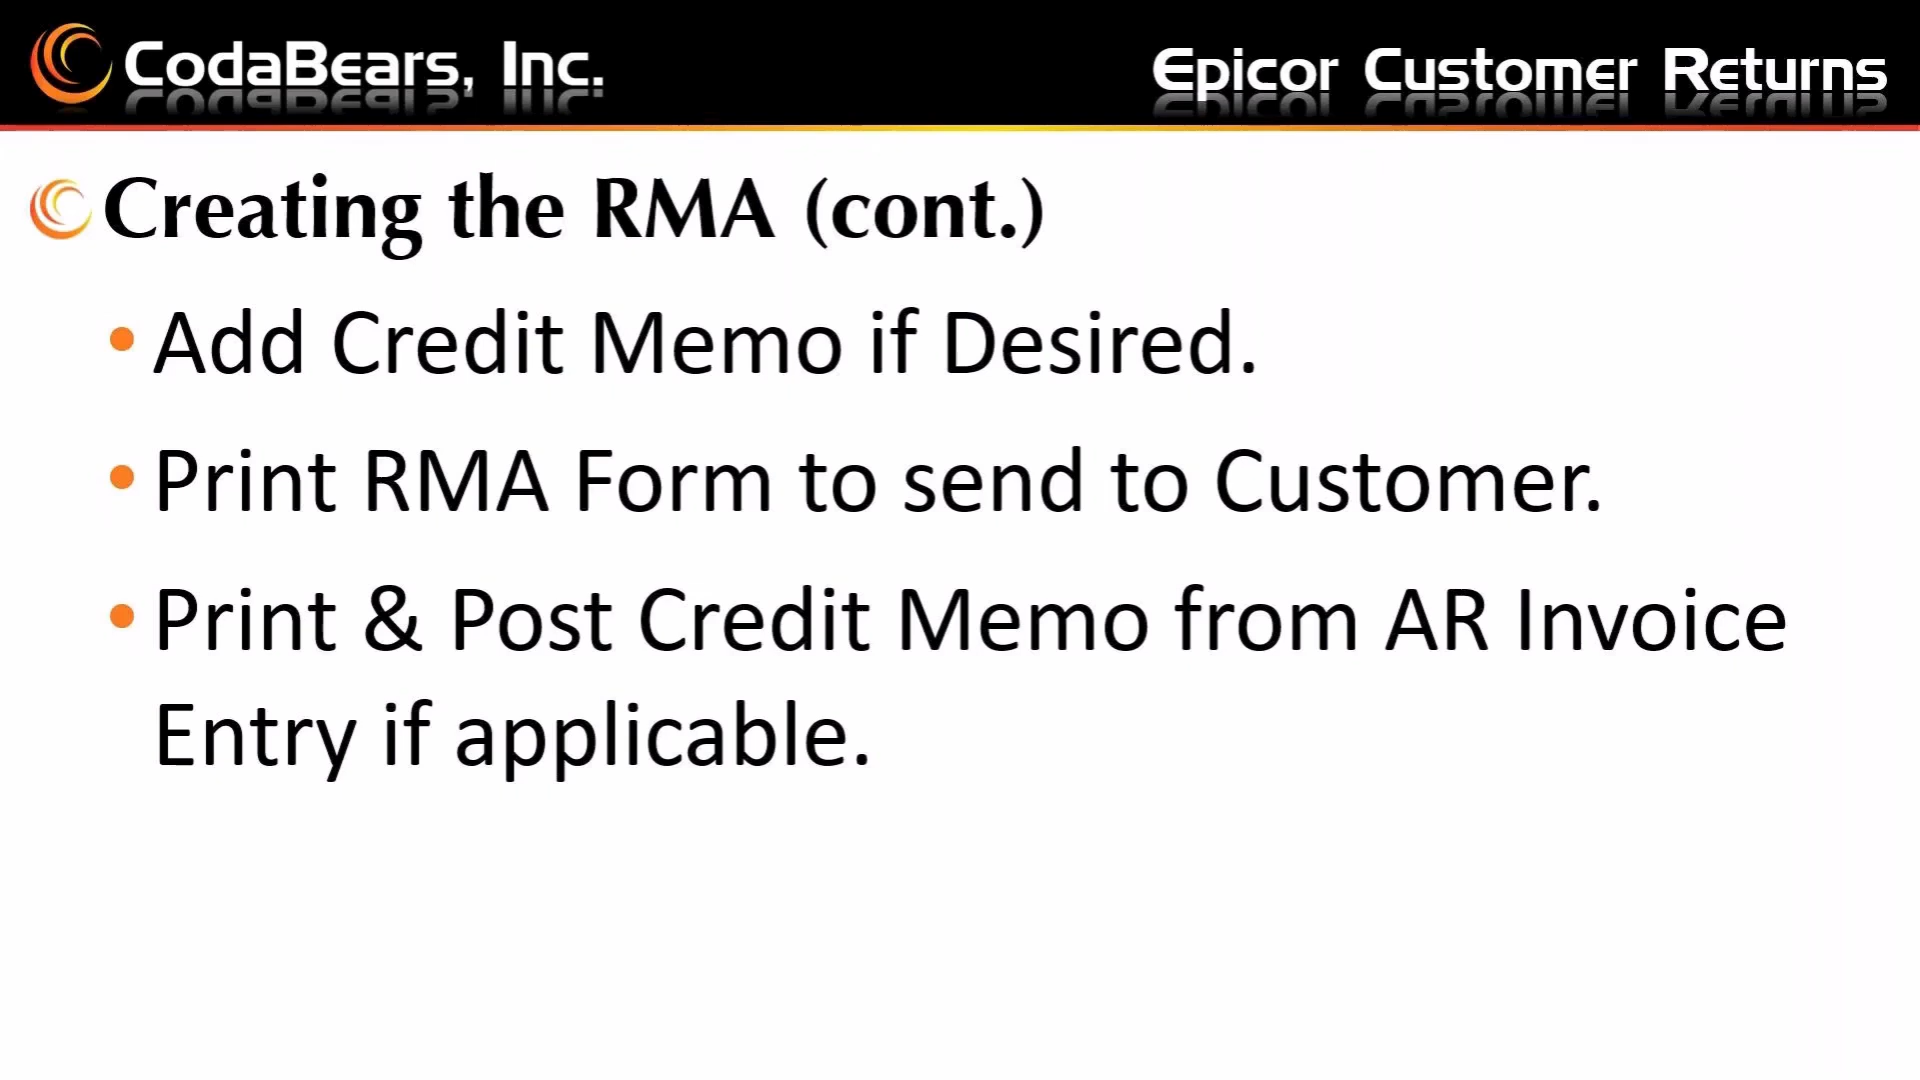 CodaBears, Inc.
Epicor Customer Returns
Creating the RMA (cont.)
• Add Credit Memo if Desired.
• Print RMA Form to send to Customer.
• Print & Post Credit Memo from AR Invoice
Entry if applicable.